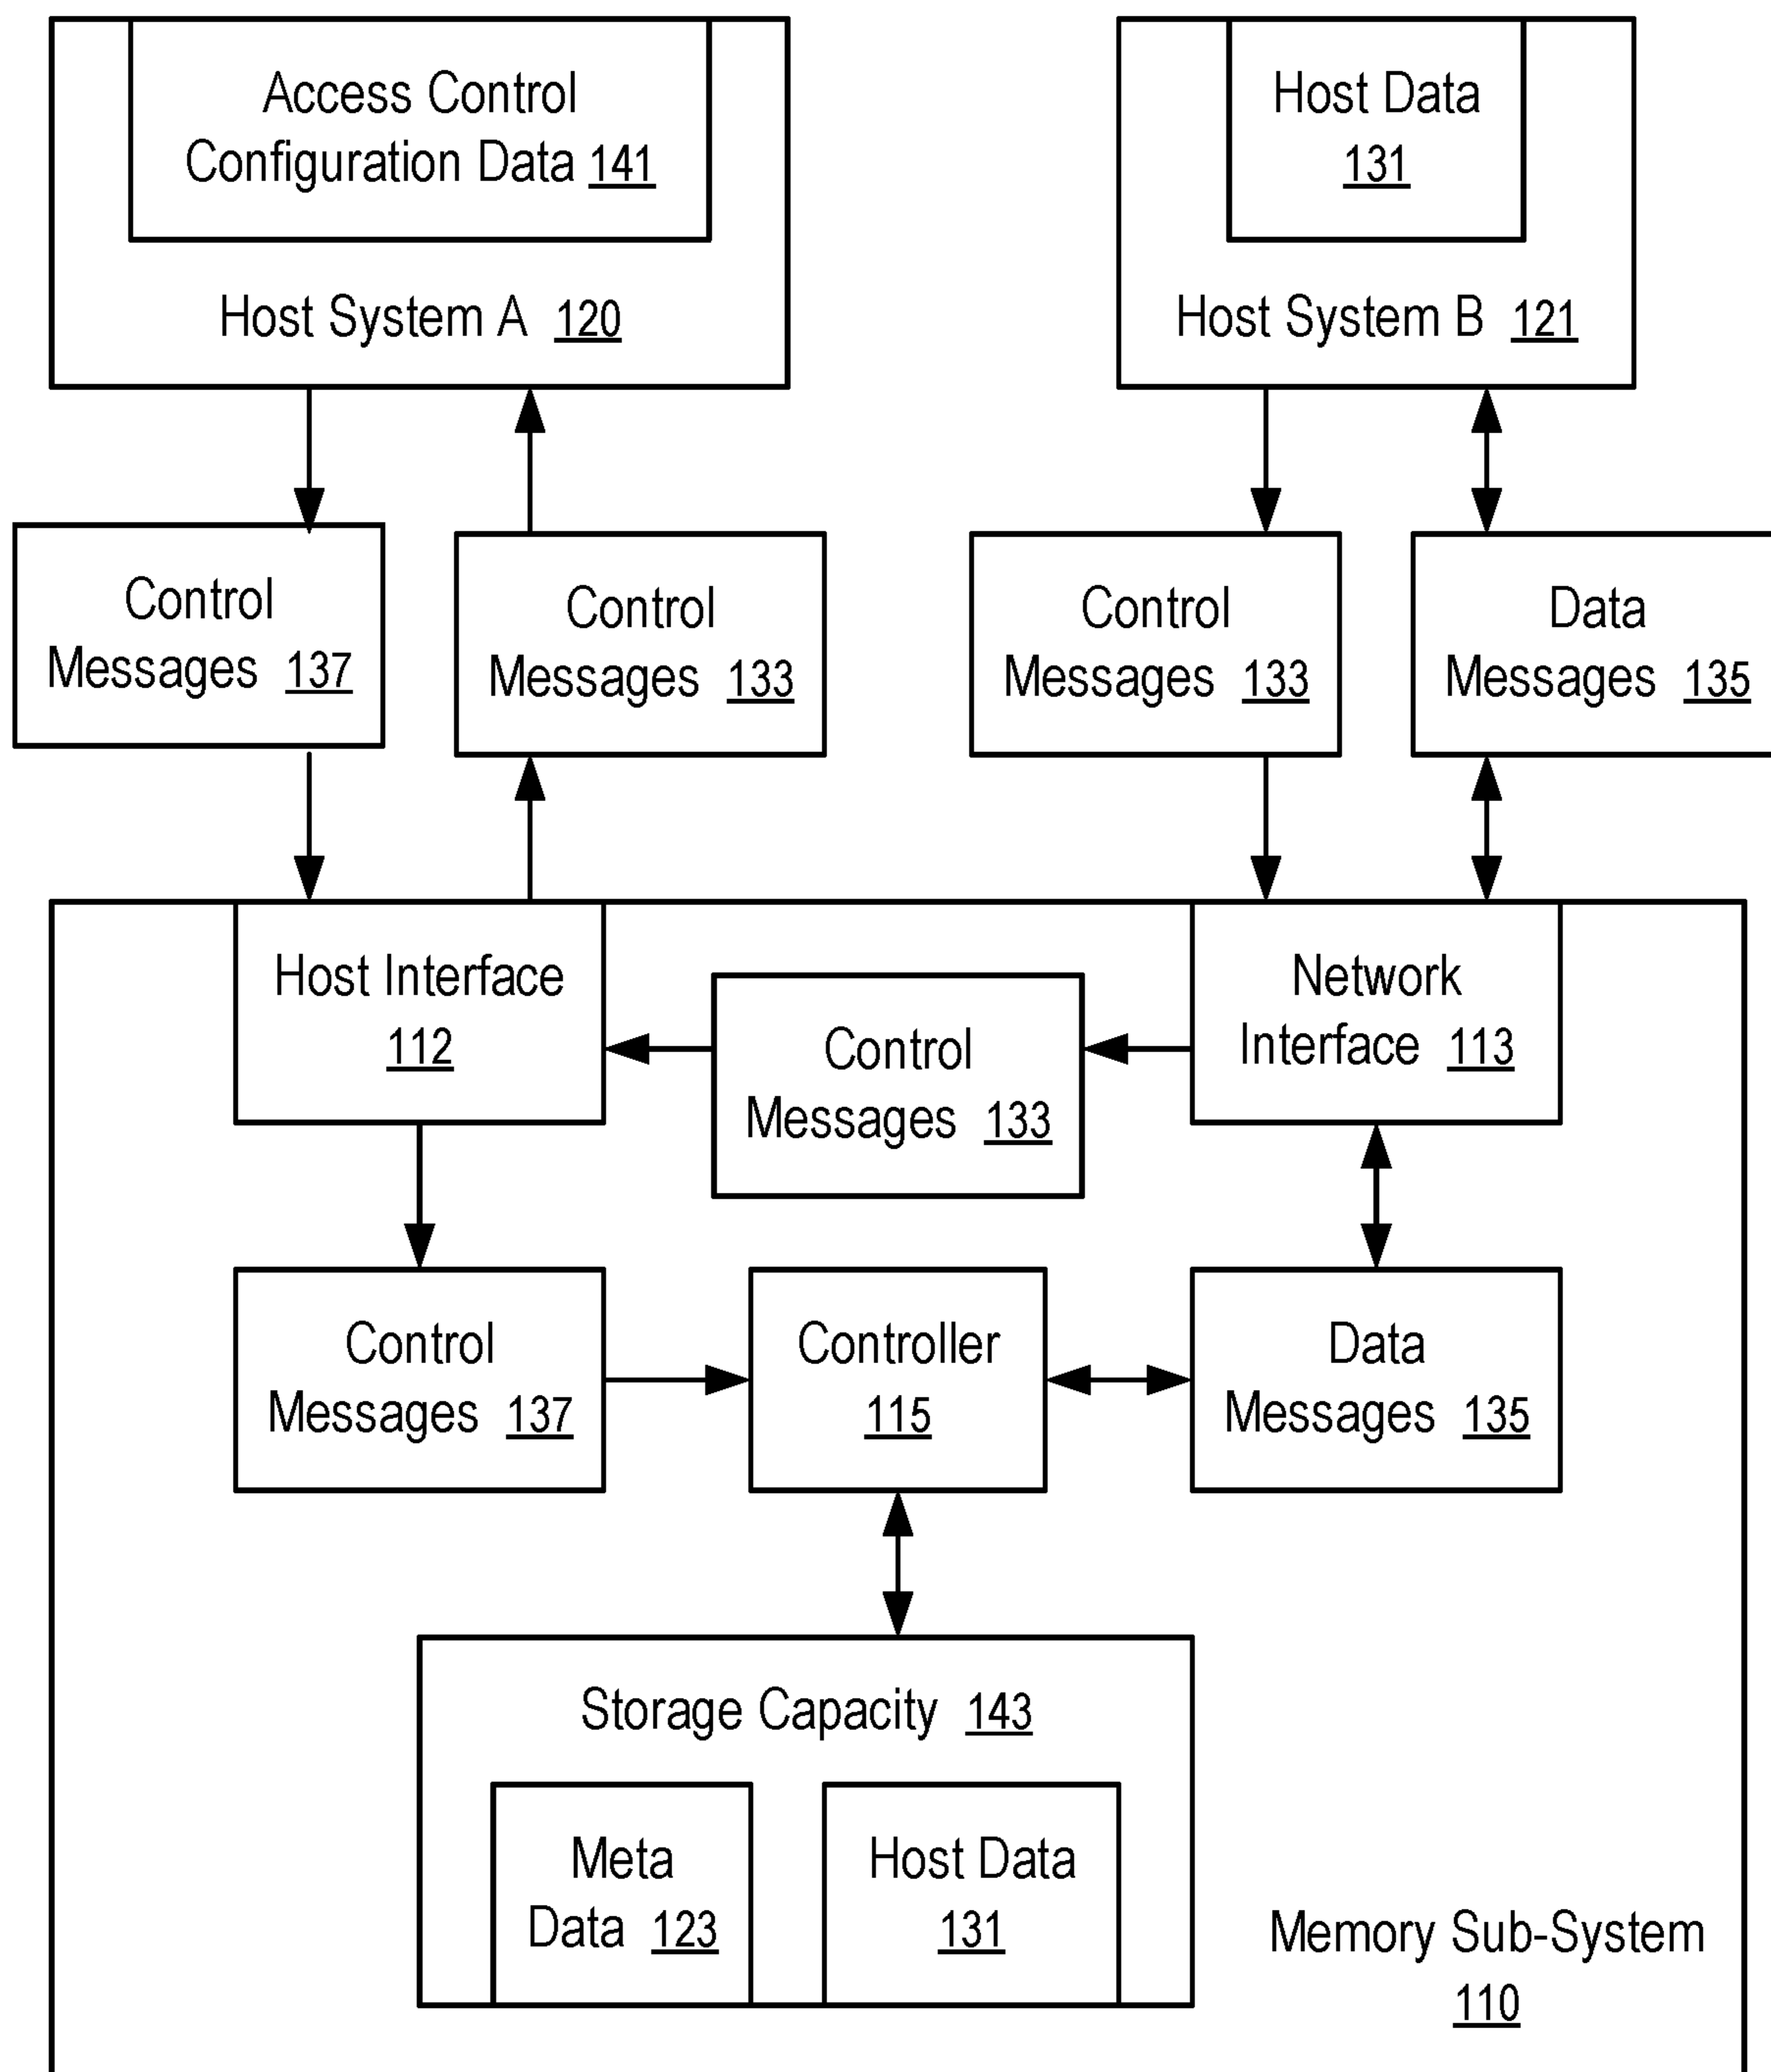 Access Control
Configuration Data 141
Host System A 120
Host Data
131
Host System B 121
Control
Messages 137
Control
Messages 133
Control
Messages 133
Data
Messages 135
Host Interface
112
Control
Messages 133
Network
Interface 113
Control
Messages 137
Controller
115
Data
Messages 135
Storage Capacity 143
Meta
Data 123
Host Data
131
Memory Sub-System
110